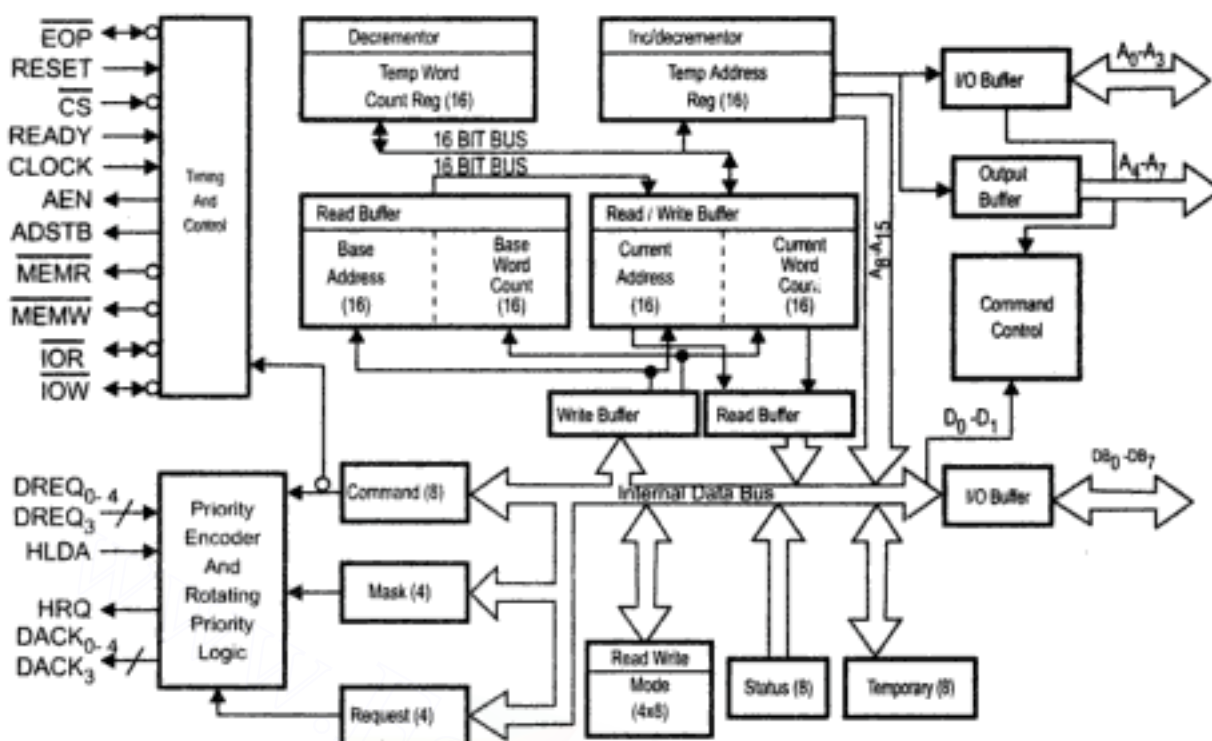 EOP
RESET
CS
READY
CLOCK
AEN
ADSTB
MEMR
MEMW
IOR
IOW
Timing
And
Control
Decrementor
Temp Word
Count Reg (16)
Inc/decrementor
Temp Address
Reg (16)
16 BIT BUS
16 BIT BUS
Read Buffer
Base
Address
(16)
Base
Word
Count
(16)
Read / Write Buffer
Current
Address
(16)
Current
Word
Coun.
(16)
A8-A15
I/O Buffer
A0-A3
Output
Buffer
A4-A7
Command
Control
D0 -D1
Write Buffer
Read Buffer
Internal Data Bus
I/O Buffer
DB0 -DB7
DREQ0-4
DREQ3
HLDA
HRQ
DACK0-4
DACK3
Priority
Encoder
And
Rotating
Priority
Logic
Command (8)
Mask (4)
Request (4)
Read Write
Mode
(4x8)
Status (8)
Temporary (8)